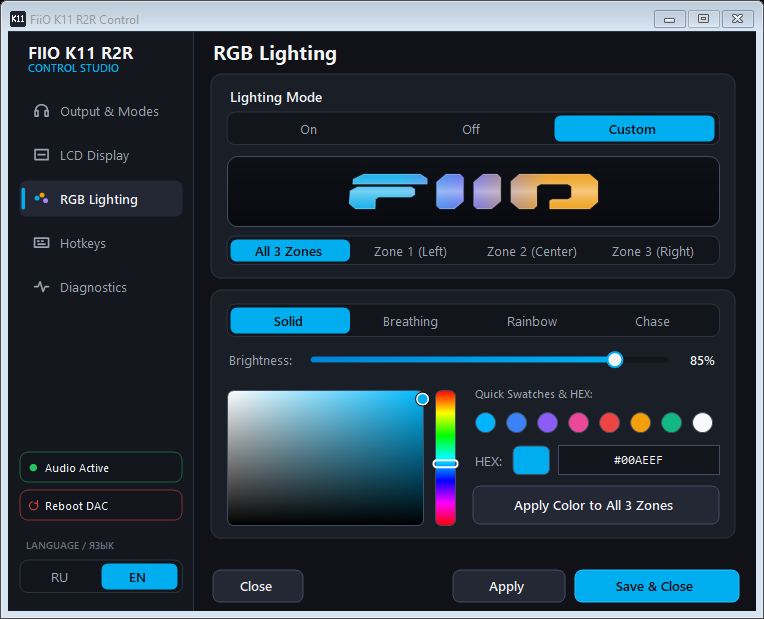 K11 FiiO K11 R2R Control
FIIO K11 R2R
CONTROL STUDIO
Output & Modes
LCD Display
RGB Lighting
Hotkeys
Diagnostics
Audio Active
Reboot DAC
LANGUAGE / ЯЗЫК
RU EN
RGB Lighting
Lighting Mode
On Off Custom
FIIO
All 3 Zones Zone 1 (Left) Zone 2 (Center) Zone 3 (Right)
Solid Breathing Rainbow Chase
Brightness: 85%
Quick Swatches & HEX:
HEX: #00AEEF
Apply Color to All 3 Zones
Close Apply Save & Close